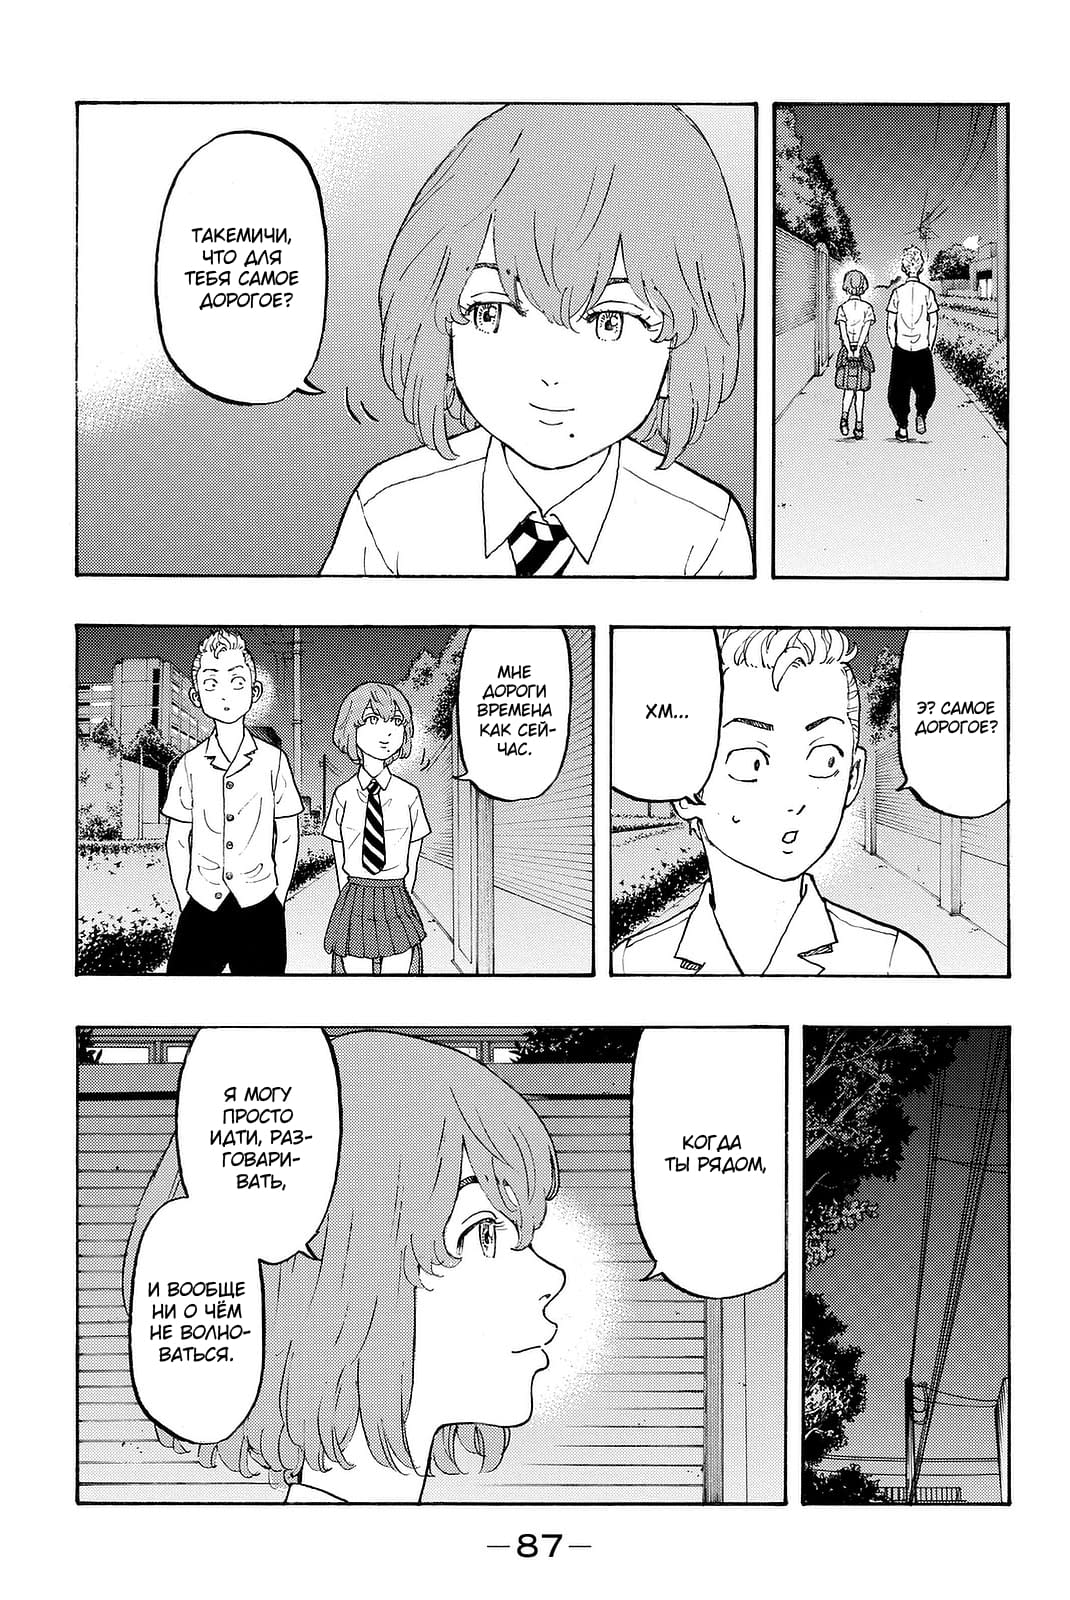 ТАКЕМИЧИ,
ЧТО ДЛЯ
ТЕБЯ САМОЕ
ДОРОГОЕ?
Э? САМОЕ
ДОРОГОЕ?
ХМ...
МНЕ
ДОРОГИ
ВРЕМЕНА
КАК СЕЙ-
ЧАС.
КОГДА
ТЫ РЯДОМ,
Я МОГУ
ПРОСТО
ИДТИ, РАЗ-
ГОВАРИ-
ВАТЬ,
И ВООБЩЕ
НИ О ЧЁМ
НЕ ВОЛНО-
ВАТЬСЯ.
—87—